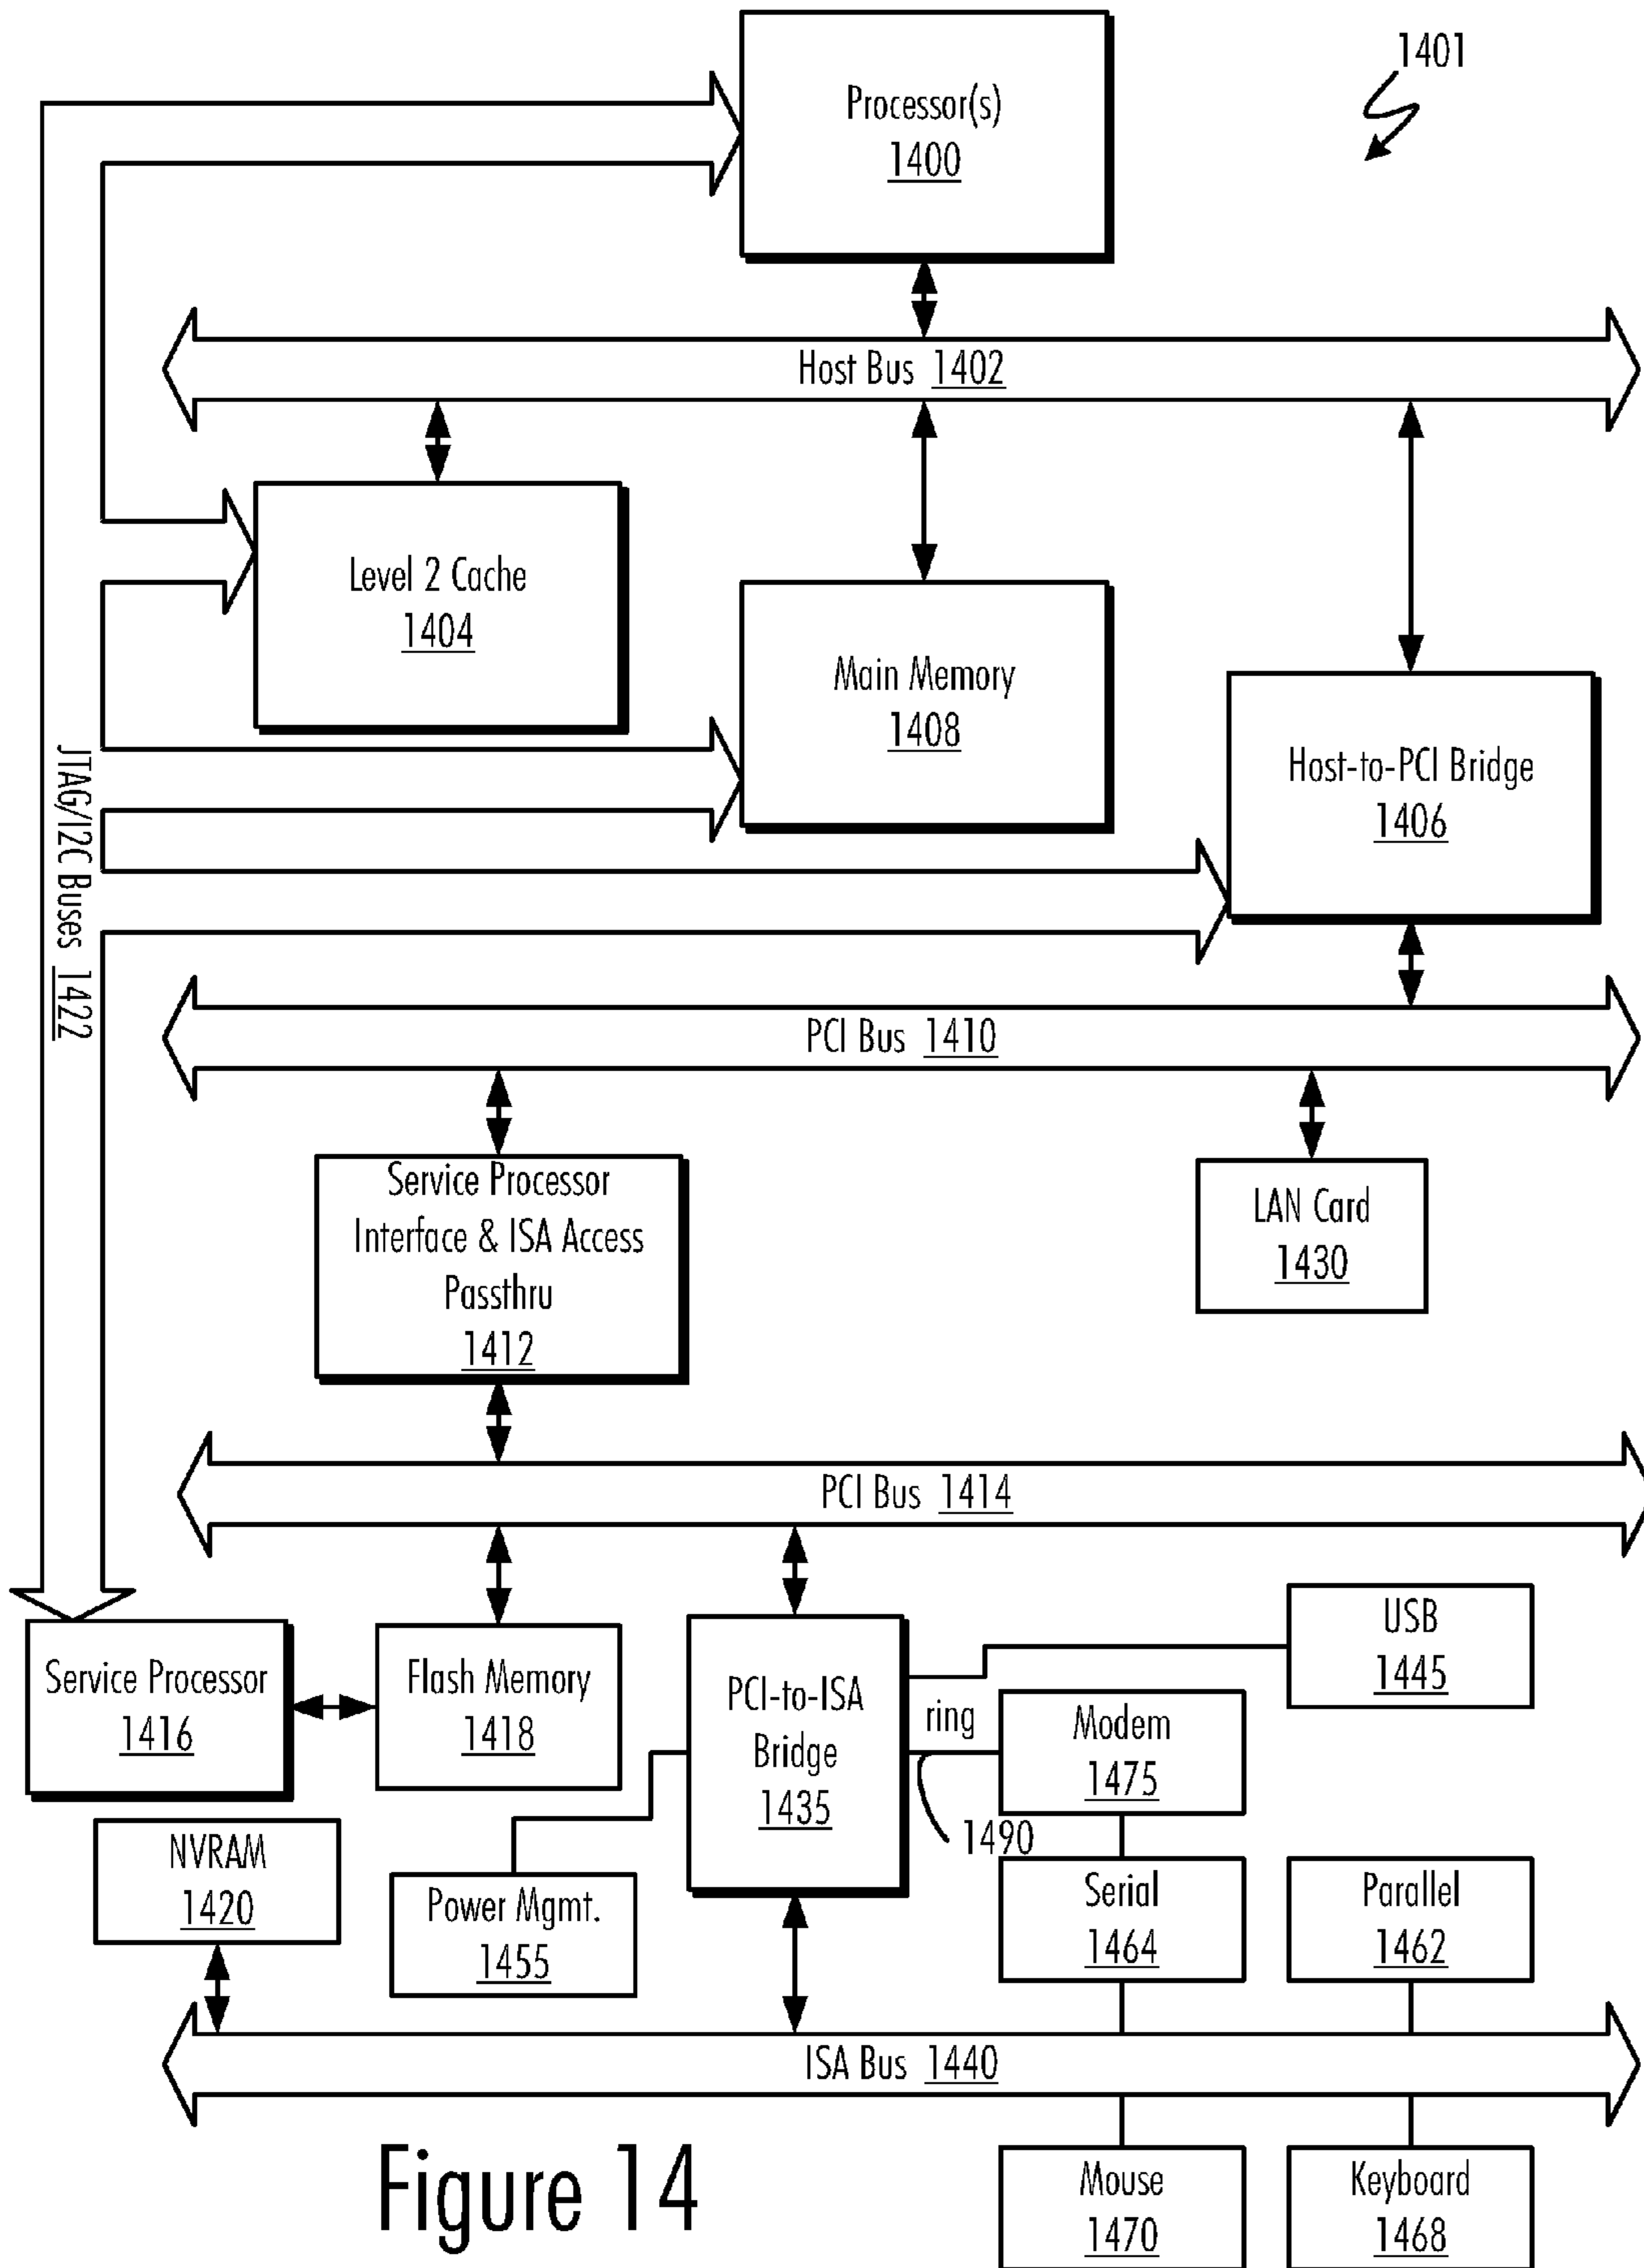 1401
Processor(s)
1400
Host Bus 1402
Level 2 Cache
1404
Main Memory
1408
Host-to-PCI Bridge
1406
JTAG/I2C Buses 1422
PCI Bus 1410
Service Processor
Interface & ISA Access
Passthru
1412
LAN Card
1430
PCI Bus 1414
Service Processor
1416
Flash Memory
1418
PCI-to-ISA
Bridge
1435
USB
1445
ring
Modem
1475
1490
NVRAM
1420
Power Mgmt.
1455
Serial
1464
Parallel
1462
ISA Bus 1440
Mouse
1470
Keyboard
1468
Figure 14